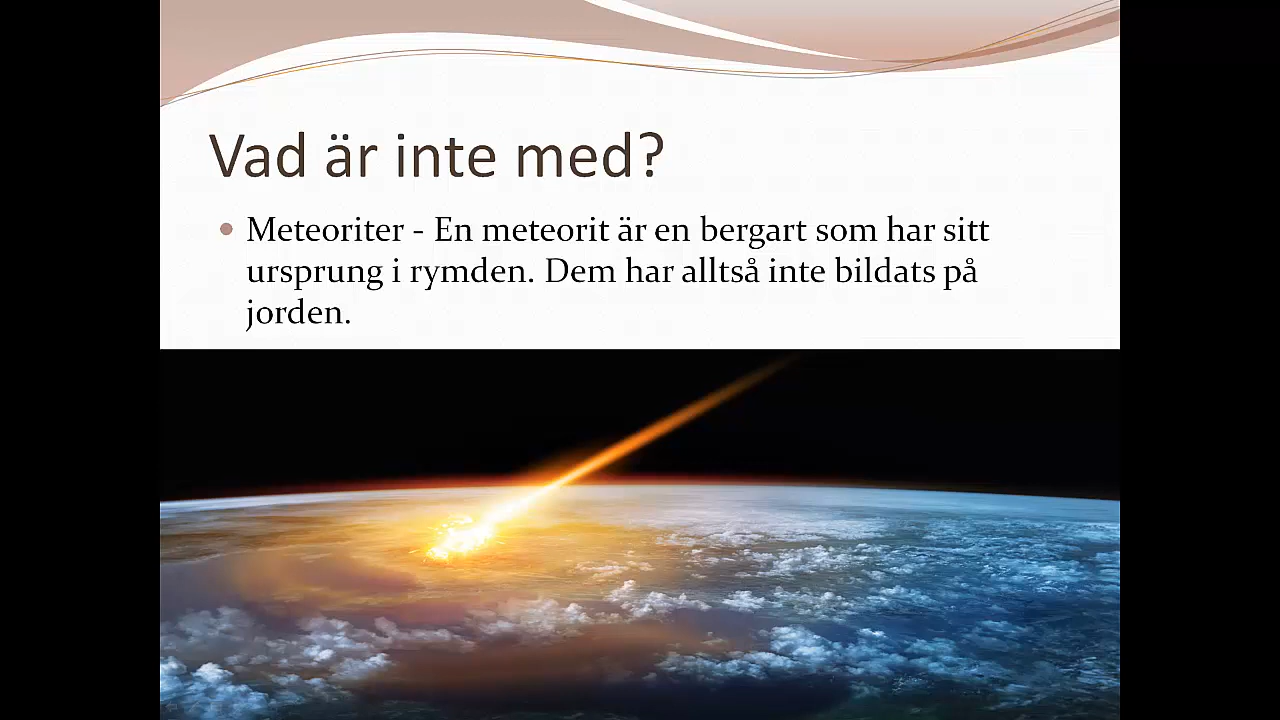 Vad är inte med?
Meteoriter - En meteorit är en bergart som har sitt
ursprung i rymden. Dem har alltså inte bildats på
jorden.